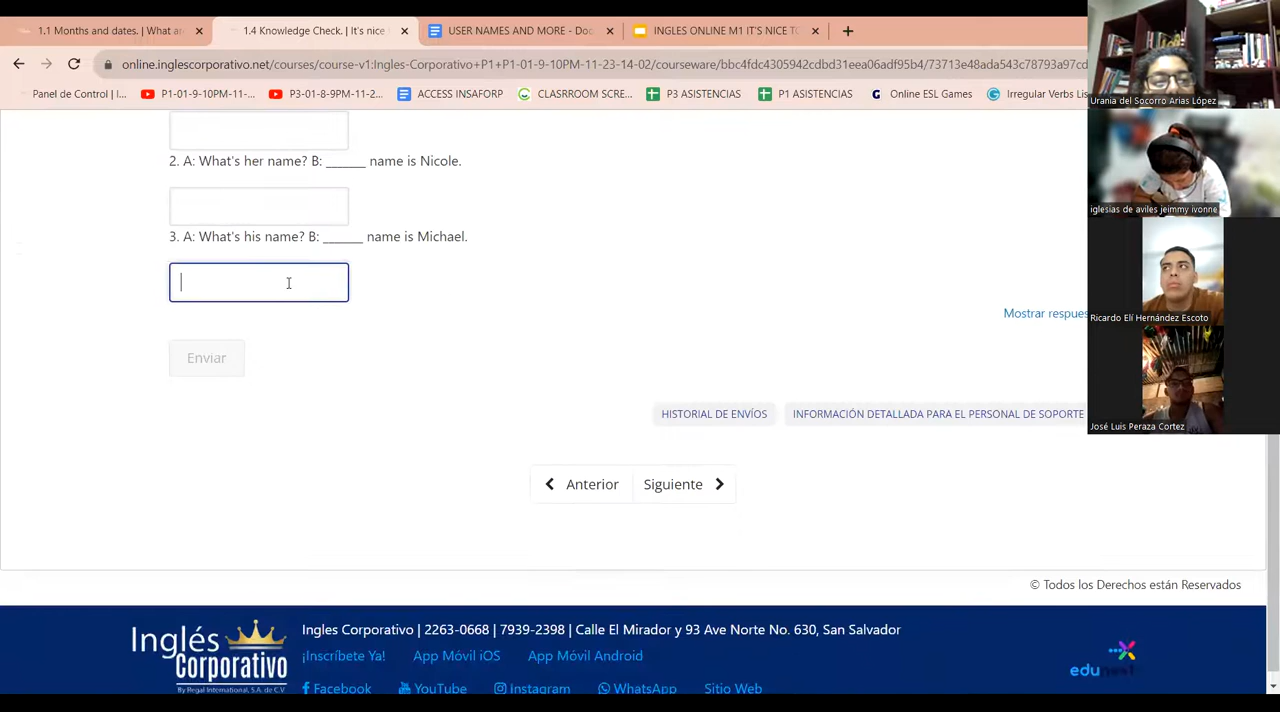 1.1 Months and dates. | What ar
1.4 Knowledge Check. | It's nice
USER NAMES AND MORE - Doc
INGLES ONLINE M1 IT'S NICE TO
online.inglescorporativo.net/courses/course-v1:Ingles-Corporativo+P1+P1-01-9-10PM-11-23-14-02/courseware/bbc4fdc4305942cdbd31eea06adf95b4/73713e48ada543c78793a97cd
Panel de Control | I...
P1-01-9-10PM-11-...
P3-01-8-9PM-11-2...
ACCESS INSAFORP
CLASRROOM SCRE...
P3 ASISTENCIAS
P1 ASISTENCIAS
Online ESL Games
Irregular Verbs Lis
2. A: What's her name? B: ______ name is Nicole.
3. A: What's his name? B: ______ name is Michael.
Mostrar respues
Enviar
HISTORIAL DE ENVÍOS
INFORMACIÓN DETALLADA PARA EL PERSONAL DE SOPORTE
Anterior
Siguiente
© Todos los Derechos están Reservados
Inglés
Corporativo
By Regal International, S.A. de C.V
Ingles Corporativo | 2263-0668 | 7939-2398 | Calle El Mirador y 93 Ave Norte No. 630, San Salvador
¡Inscríbete Ya!
App Móvil iOS
App Móvil Android
Facebook
YouTube
Instagram
WhatsApp
Sitio Web
Urania del Socorro Arias López
iglesias de aviles jeimmy ivonne
Ricardo Elí Hernández Escoto
José Luis Peraza Cortez